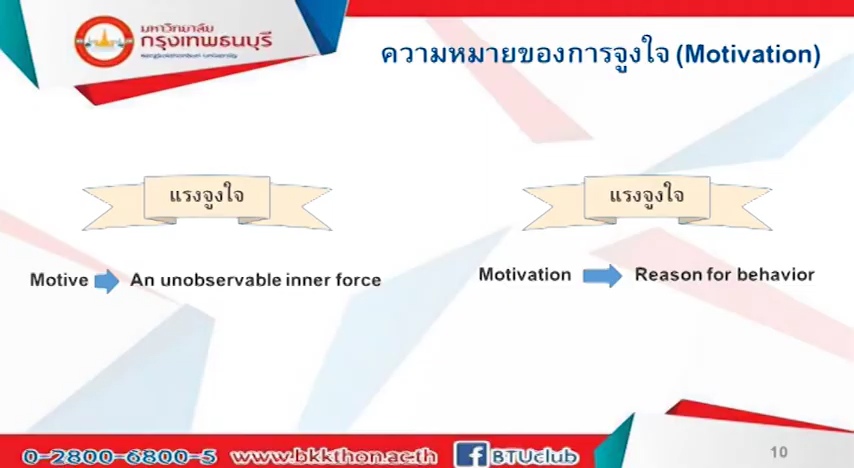 มหาวิทยาลัย
กรุงเทพธนบุรี
Bangkokthonburi University
ความหมายของการจูงใจ (Motivation)
แรงจูงใจ
แรงจูงใจ
Motive An unobservable inner force
Motivation Reason for behavior
0-2800-6800-5 www.bkkthon.ac.th BTUclub
10